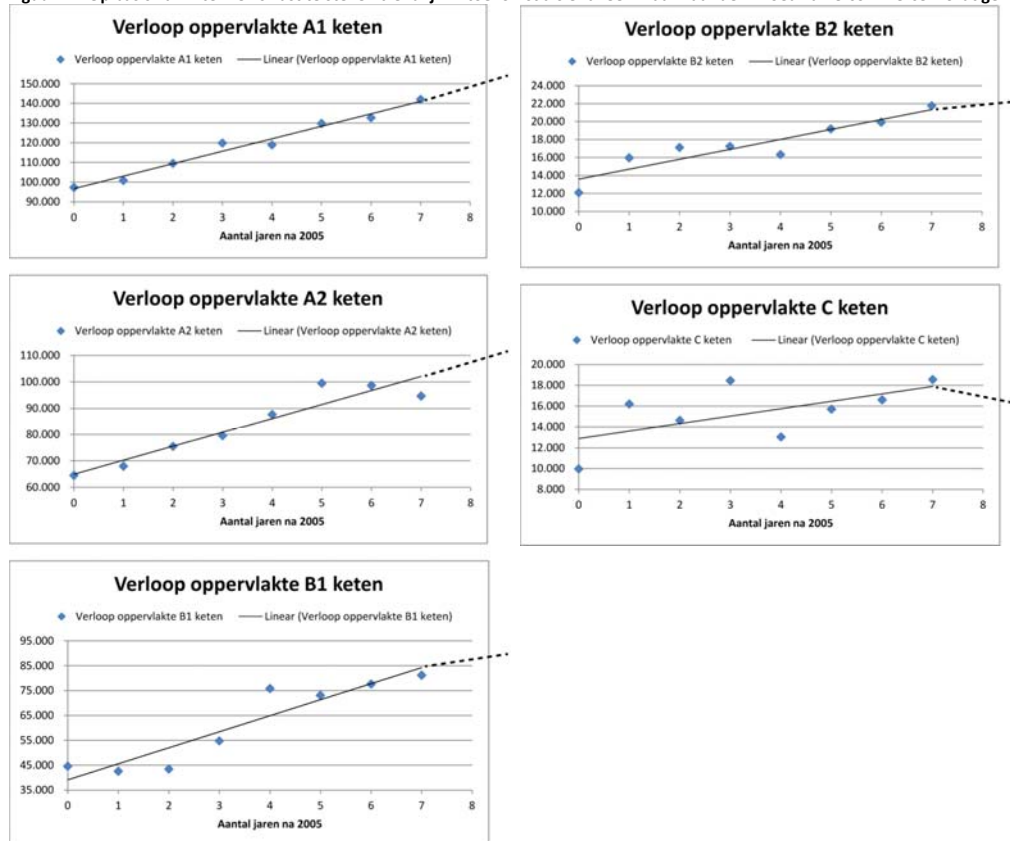 Verloop oppervlakte A1 keten
Verloop oppervlakte A1 keten Linear (Verloop oppervlakte A1 keten)
150.000
140.000
130.000
120.000
110.000
100.000
90.000
0 1 2 3 4 5 6 7 8
Aantal jaren na 2005
Verloop oppervlakte B2 keten
Verloop oppervlakte B2 keten Linear (Verloop oppervlakte B2 keten)
24.000
22.000
20.000
18.000
16.000
14.000
12.000
10.000
0 1 2 3 4 5 6 7 8
Aantal jaren na 2005
Verloop oppervlakte A2 keten
Verloop oppervlakte A2 keten Linear (Verloop oppervlakte A2 keten)
110.000
100.000
90.000
80.000
70.000
60.000
0 1 2 3 4 5 6 7 8
Aantal jaren na 2005
Verloop oppervlakte C keten
Verloop oppervlakte C keten Linear (Verloop oppervlakte C keten)
20.000
18.000
16.000
14.000
12.000
10.000
8.000
0 1 2 3 4 5 6 7 8
Aantal jaren na 2005
Verloop oppervlakte B1 keten
Verloop oppervlakte B1 keten Linear (Verloop oppervlakte B1 keten)
95.000
85.000
75.000
65.000
55.000
45.000
35.000
0 1 2 3 4 5 6 7 8
Aantal jaren na 2005